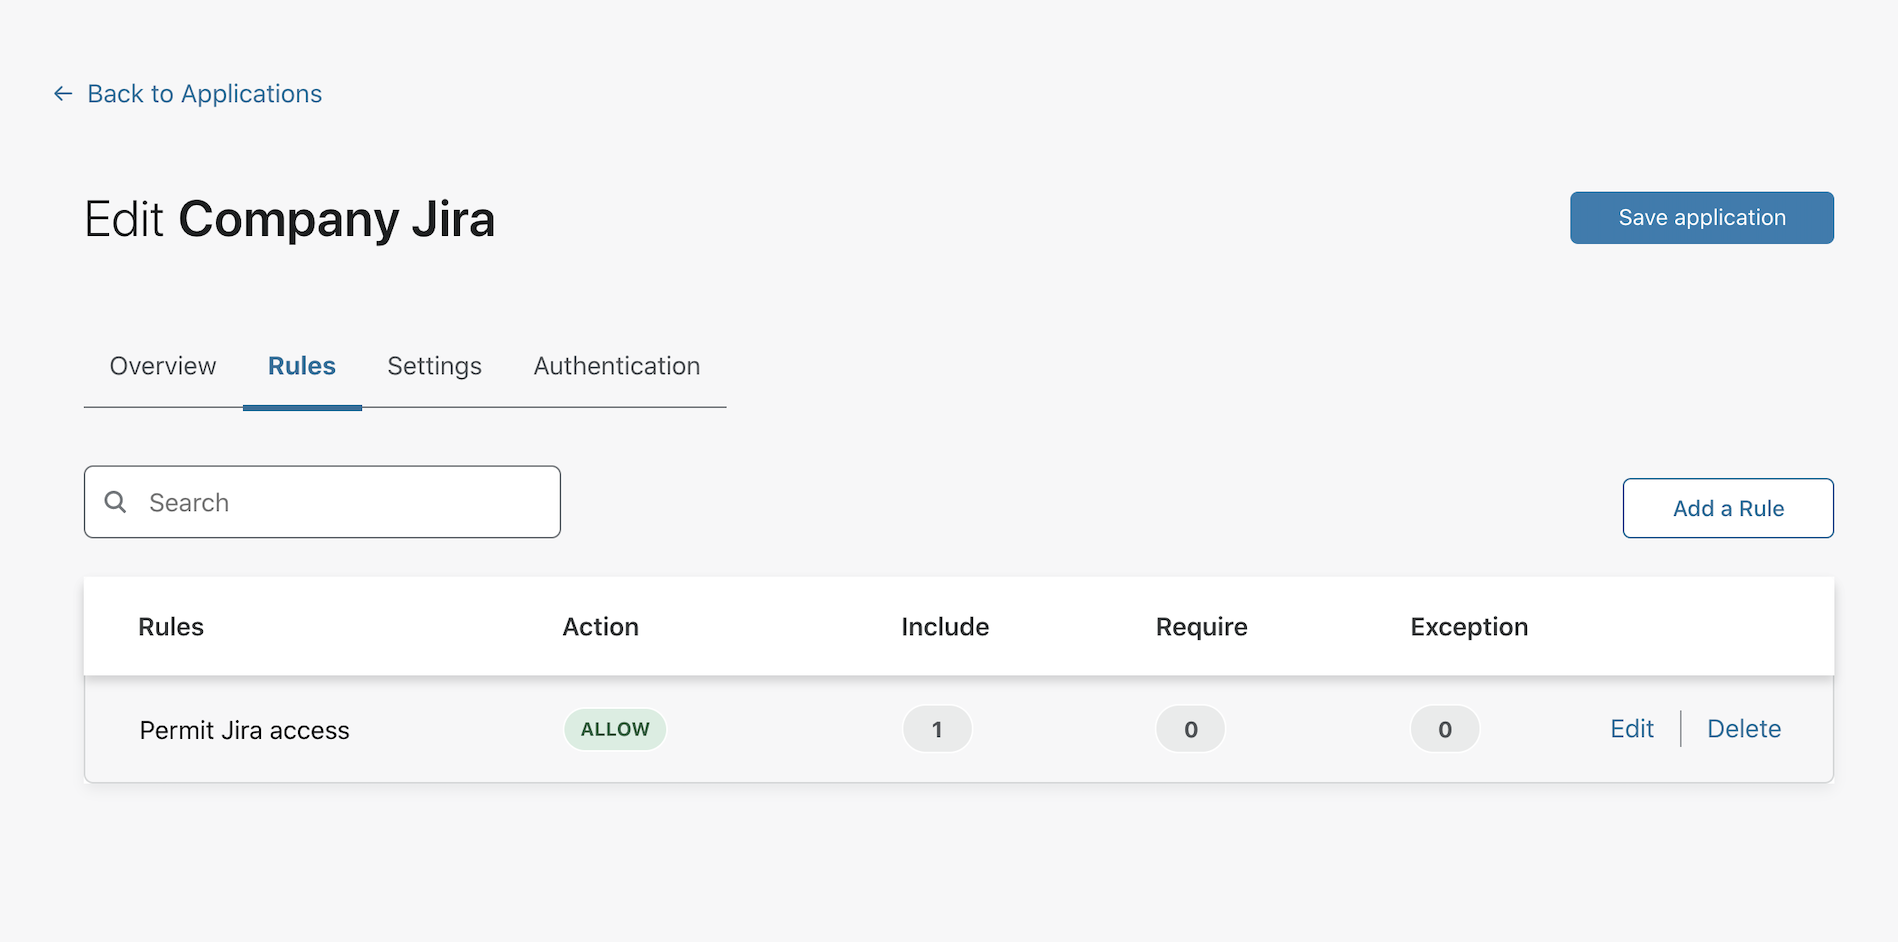 ← Back to Applications
Edit Company Jira
Save application
Overview Rules Settings Authentication
Search
Add a Rule
Rules Action Include Require Exception
Permit Jira access ALLOW 1 0 0 Edit Delete